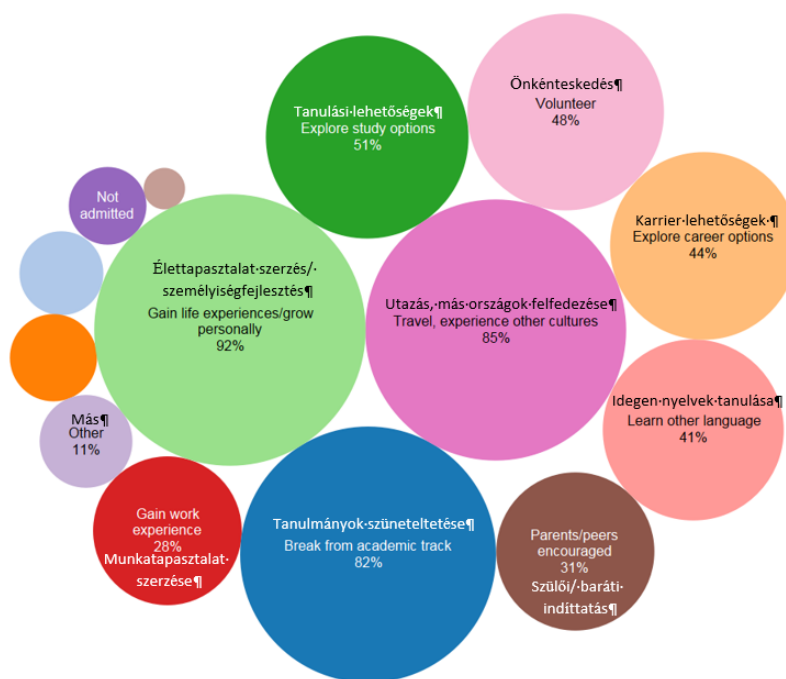 Tanulási·lehetőségek¶
Explore study options
51%
Önkénteskedés¶
Volunteer
48%
Not
admitted
Karrier·lehetőségek·¶
Explore career options
44%
Élettapasztalat·szerzés/·
személyiségfejlesztés¶
Gain life experiences/grow
personally
92%
Utazás,·más·országok·felfedezése¶
Travel, experience other cultures
85%
Idegen·nyelvek·tanulása¶
Learn other language
41%
Más¶
Other
11%
Gain work
experience
28%
Munkatapasztalat·
szerzése¶
Tanulmányok·szüneteltetése¶
Break from academic track
82%
Parents/peers
encouraged
31%
Szülői/·baráti·
indíttatás¶